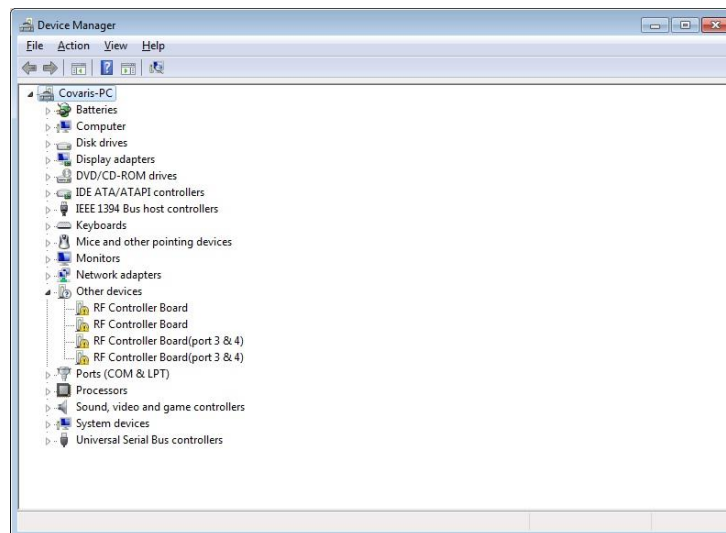 Device Manager
File Action View Help
Covaris-PC
Batteries
Computer
Disk drives
Display adapters
DVD/CD-ROM drives
IDE ATA/ATAPI controllers
IEEE 1394 Bus host controllers
Keyboards
Mice and other pointing devices
Monitors
Network adapters
Other devices
RF Controller Board
RF Controller Board
RF Controller Board(port 3 & 4)
RF Controller Board(port 3 & 4)
Ports (COM & LPT)
Processors
Sound, video and game controllers
System devices
Universal Serial Bus controllers